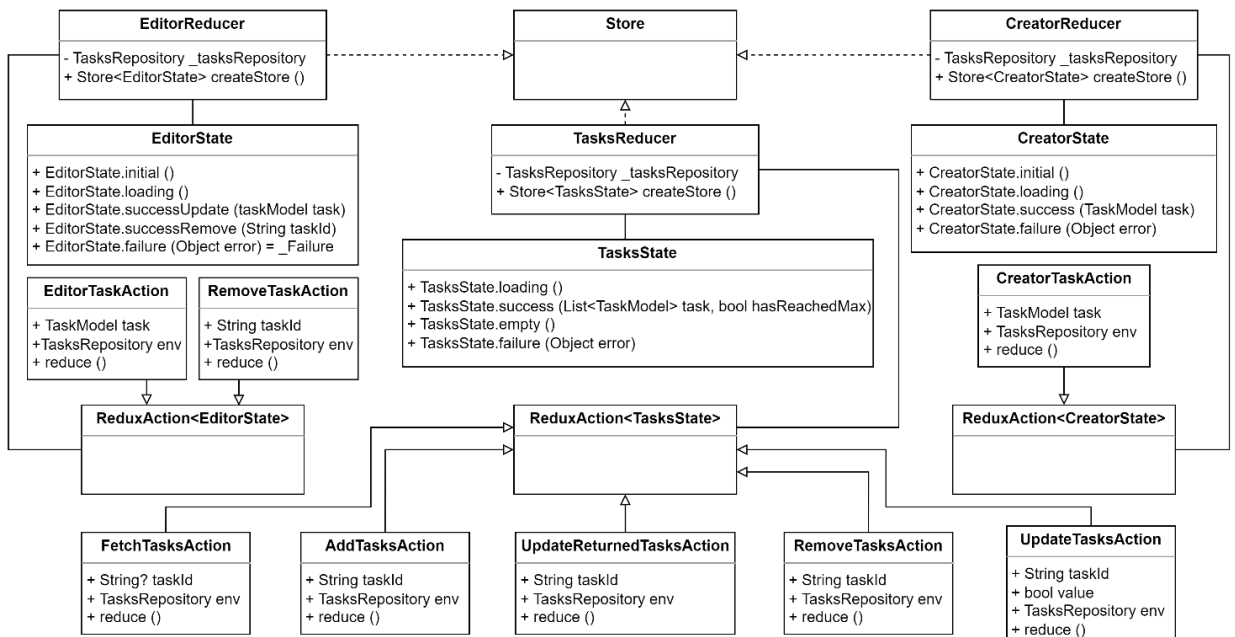 EditorReducer
- TasksRepository _tasksRepository
+ Store<EditorState> createStore ()
Store
CreatorReducer
- TasksRepository _tasksRepository
+ Store<CreatorState> createStore ()
EditorState
+ EditorState.initial ()
+ EditorState.loading ()
+ EditorState.successUpdate (taskModel task)
+ EditorState.successRemove (String taskId)
+ EditorState.failure (Object error) = _Failure
TasksReducer
- TasksRepository _tasksRepository
+ Store<TasksState> createStore ()
CreatorState
+ CreatorState.initial ()
+ CreatorState.loading ()
+ CreatorState.success (TaskModel task)
+ CreatorState.failure (Object error)
TasksState
+ TasksState.loading ()
+ TasksState.success (List<TaskModel> task, bool hasReachedMax)
+ TasksState.empty ()
+ TasksState.failure (Object error)
EditorTaskAction
+ TaskModel task
+TasksRepository env
+ reduce ()
RemoveTaskAction
+ String taskId
+TasksRepository env
+ reduce ()
CreatorTaskAction
+ TaskModel task
+ TasksRepository env
+ reduce ()
ReduxAction<EditorState>
ReduxAction<TasksState>
ReduxAction<CreatorState>
FetchTasksAction
+ String? taskId
+ TasksRepository env
+ reduce ()
AddTasksAction
+ String taskId
+ TasksRepository env
+ reduce ()
UpdateReturnedTasksAction
+ String taskId
+ TasksRepository env
+ reduce ()
RemoveTasksAction
+ String taskId
+ TasksRepository env
+ reduce ()
UpdateTasksAction
+ String taskId
+ bool value
+ TasksRepository env
+ reduce ()